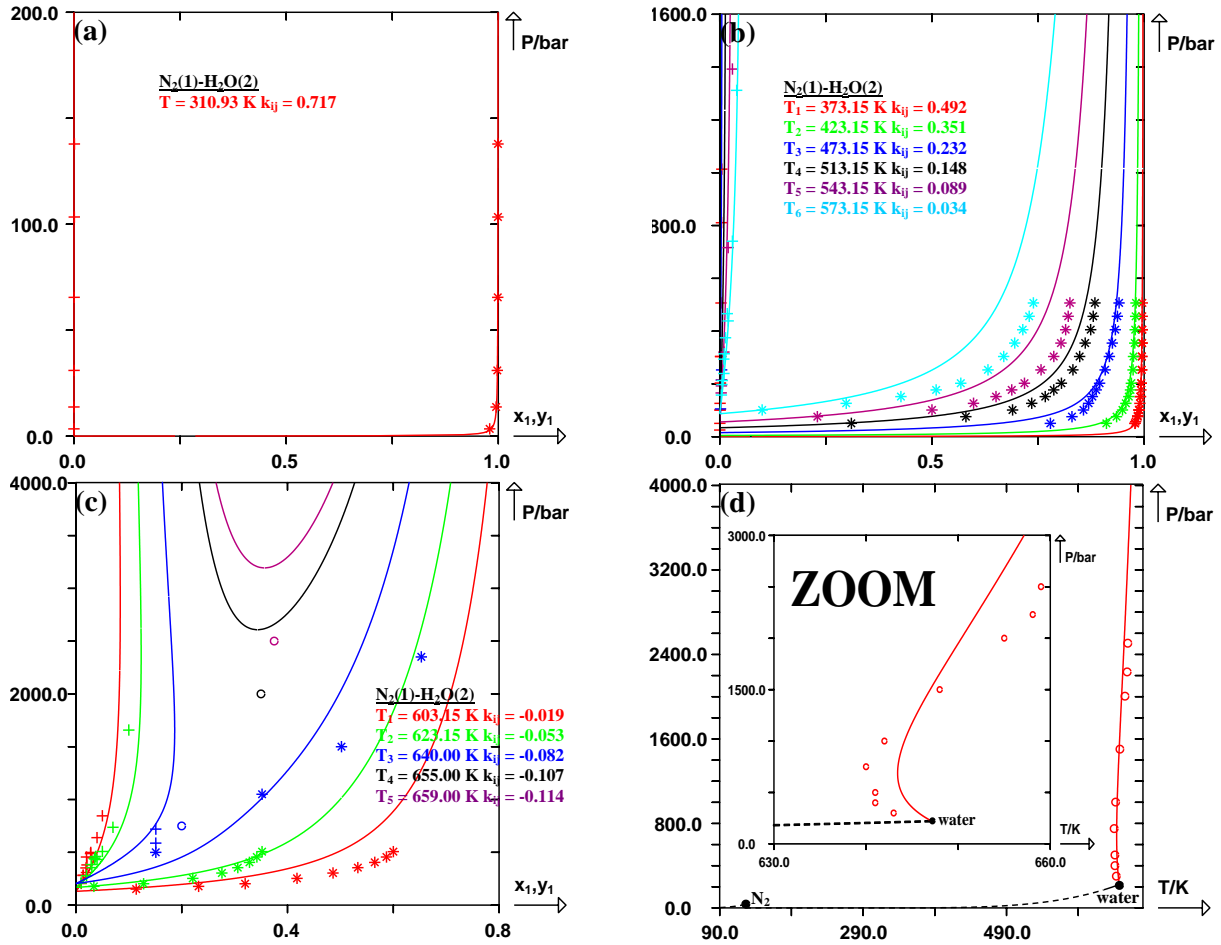 (a)
200.0
P/bar
N2(1)-H2O(2)
T = 310.93 K kij = 0.717
100.0
0.0
x1,y1
0.0 0.5 1.0
(b)
1600.0
P/bar
N2(1)-H2O(2)
T1 = 373.15 K kij = 0.492
T2 = 423.15 K kij = 0.351
T3 = 473.15 K kij = 0.232
T4 = 513.15 K kij = 0.148
T5 = 543.15 K kij = 0.089
T6 = 573.15 K kij = 0.034
800.0
0.0
x1,y1
0.0 0.5 1.0
(c)
4000.0
P/bar
2000.0
N2(1)-H2O(2)
T1 = 603.15 K kij = -0.019
T2 = 623.15 K kij = -0.053
T3 = 640.00 K kij = -0.082
T4 = 655.00 K kij = -0.107
T5 = 659.00 K kij = -0.114
0.0
x1,y1
0.0 0.2 0.4 0.6 0.8
(d)
4000.0
P/bar
3000.0
P/bar
ZOOM
3200.0
2400.0
1500.0
1600.0
water
T/K
0.0
630.0 660.0
800.0
N2
water
T/K
0.0
90.0 290.0 490.0